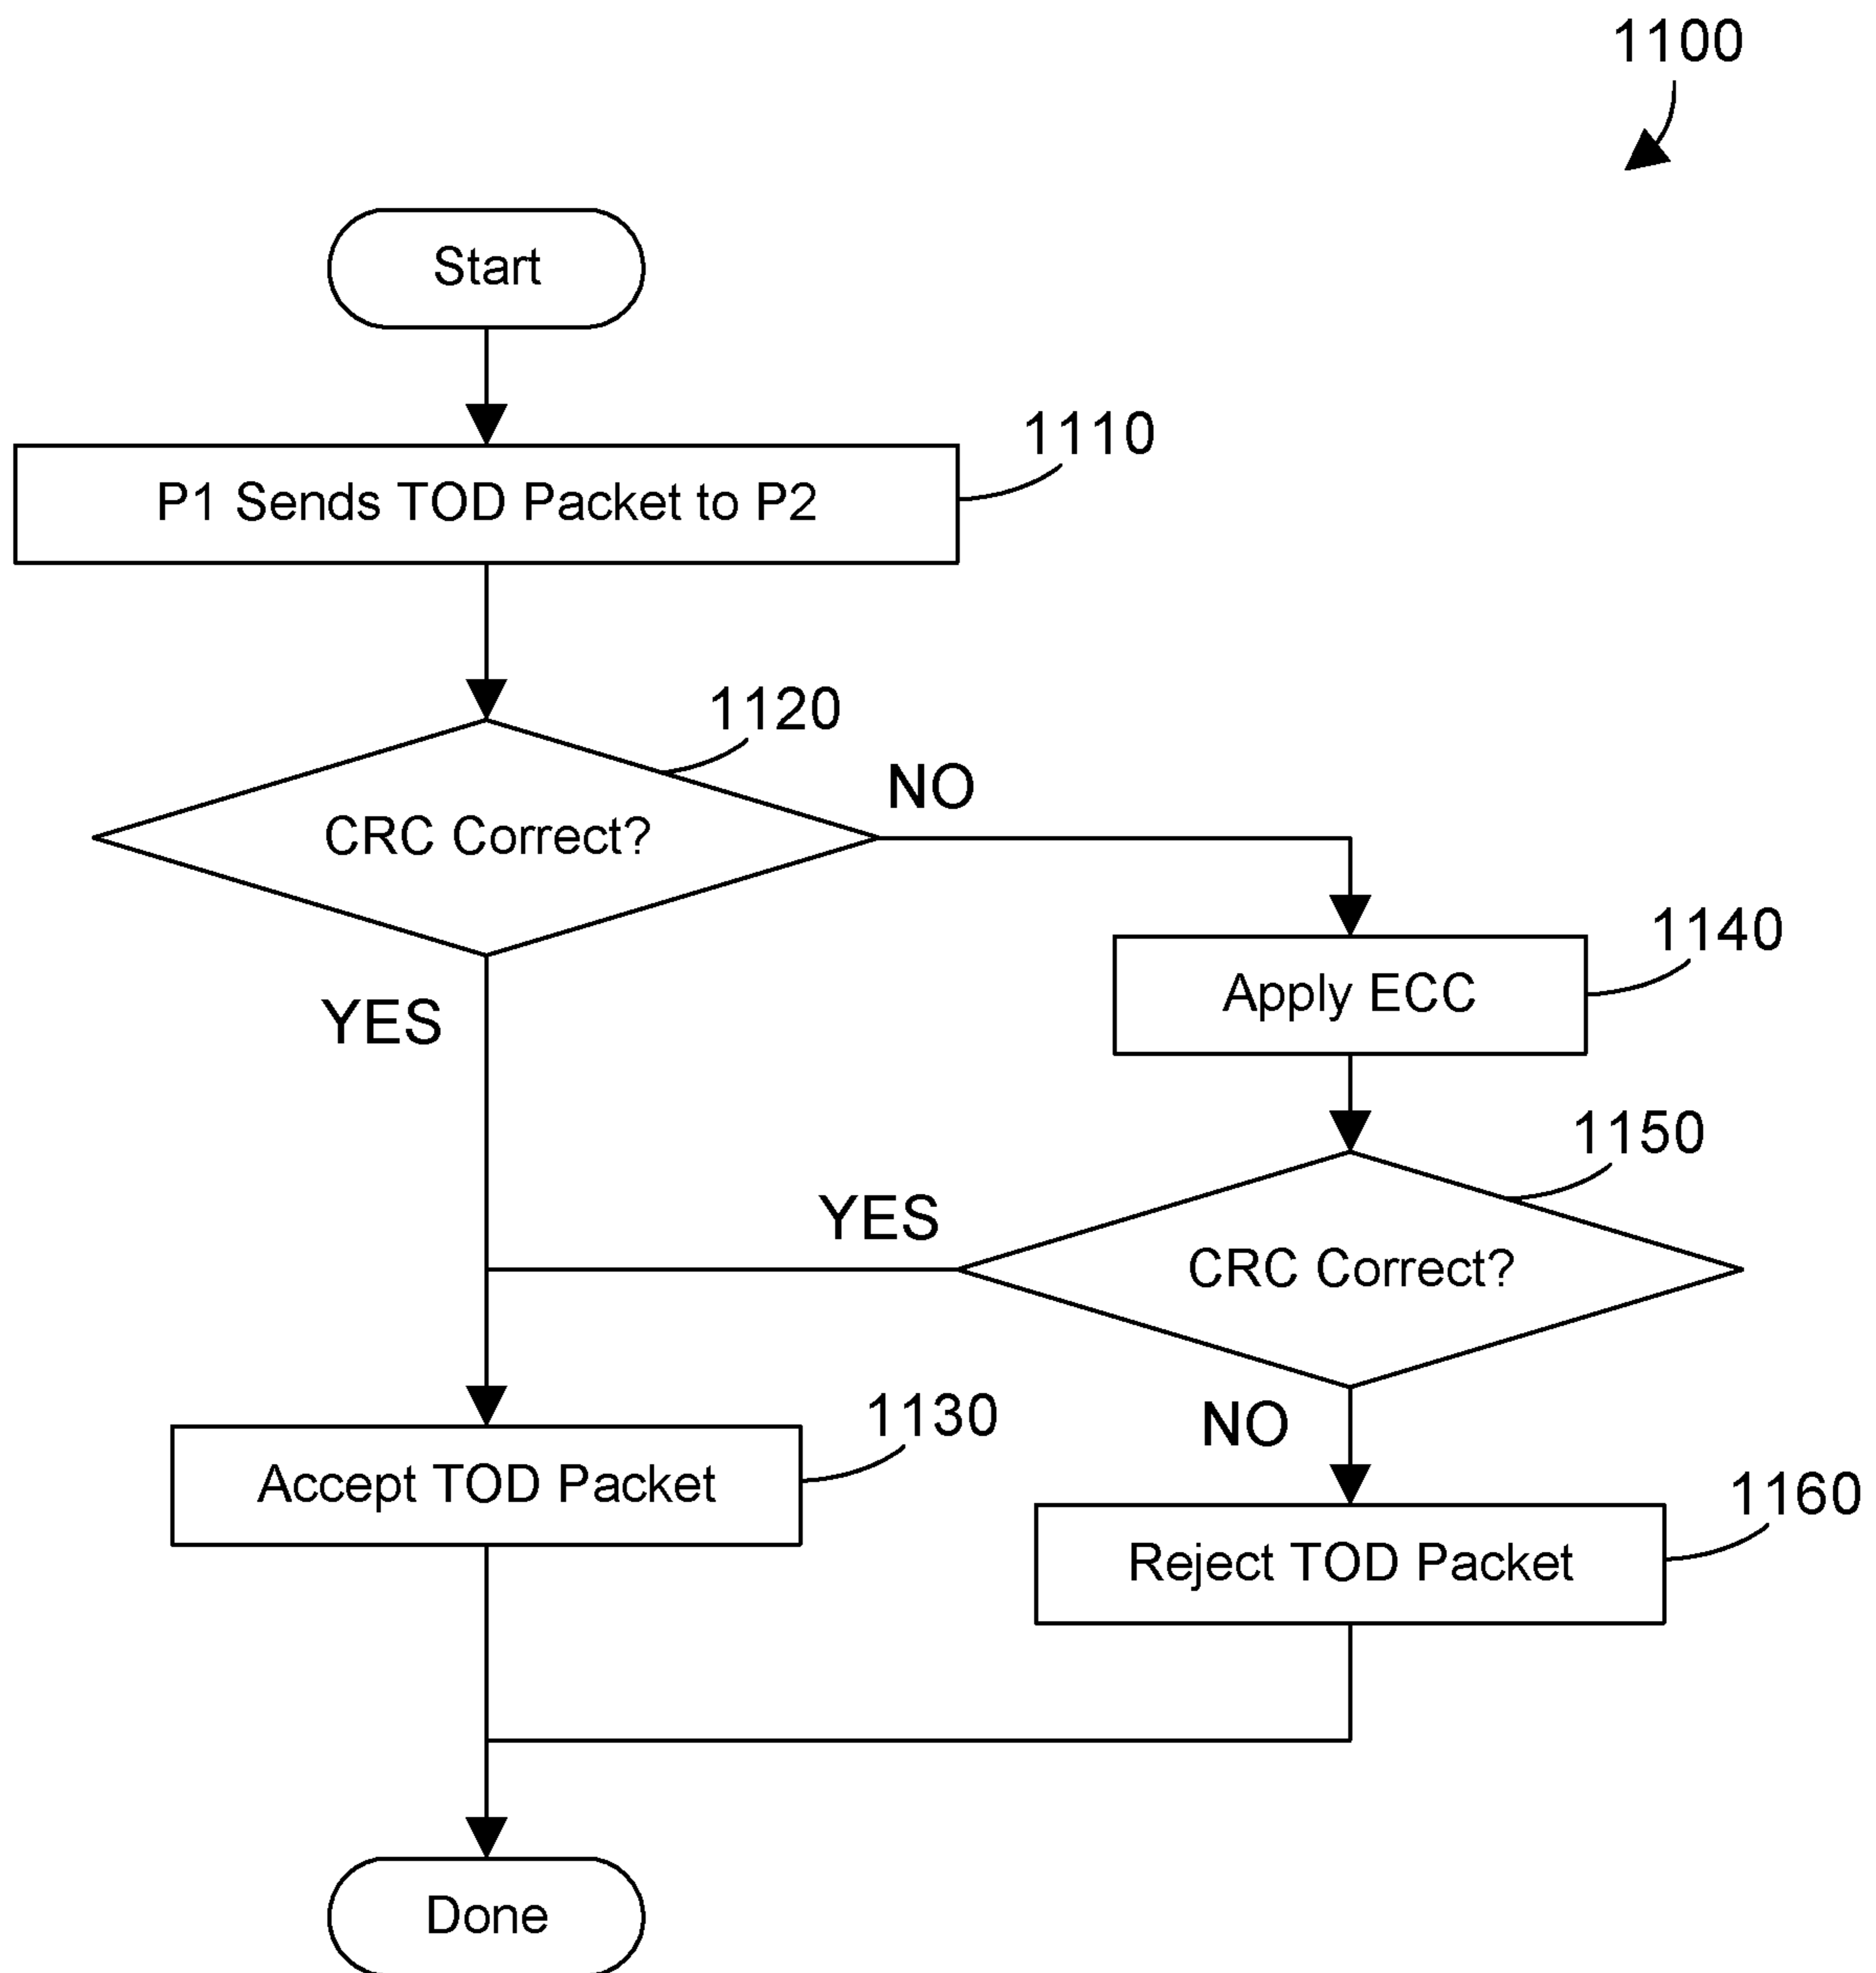 1100
Start
1110
P1 Sends TOD Packet to P2
1120
NO
CRC Correct?
1140
Apply ECC
YES
1150
YES
CRC Correct?
1130
NO
Accept TOD Packet
1160
Reject TOD Packet
Done